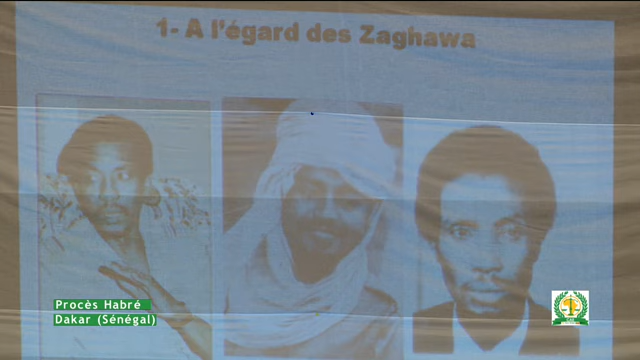 1- A l'égard des Zaghawa
Procès Habré
Dakar (Sénégal)